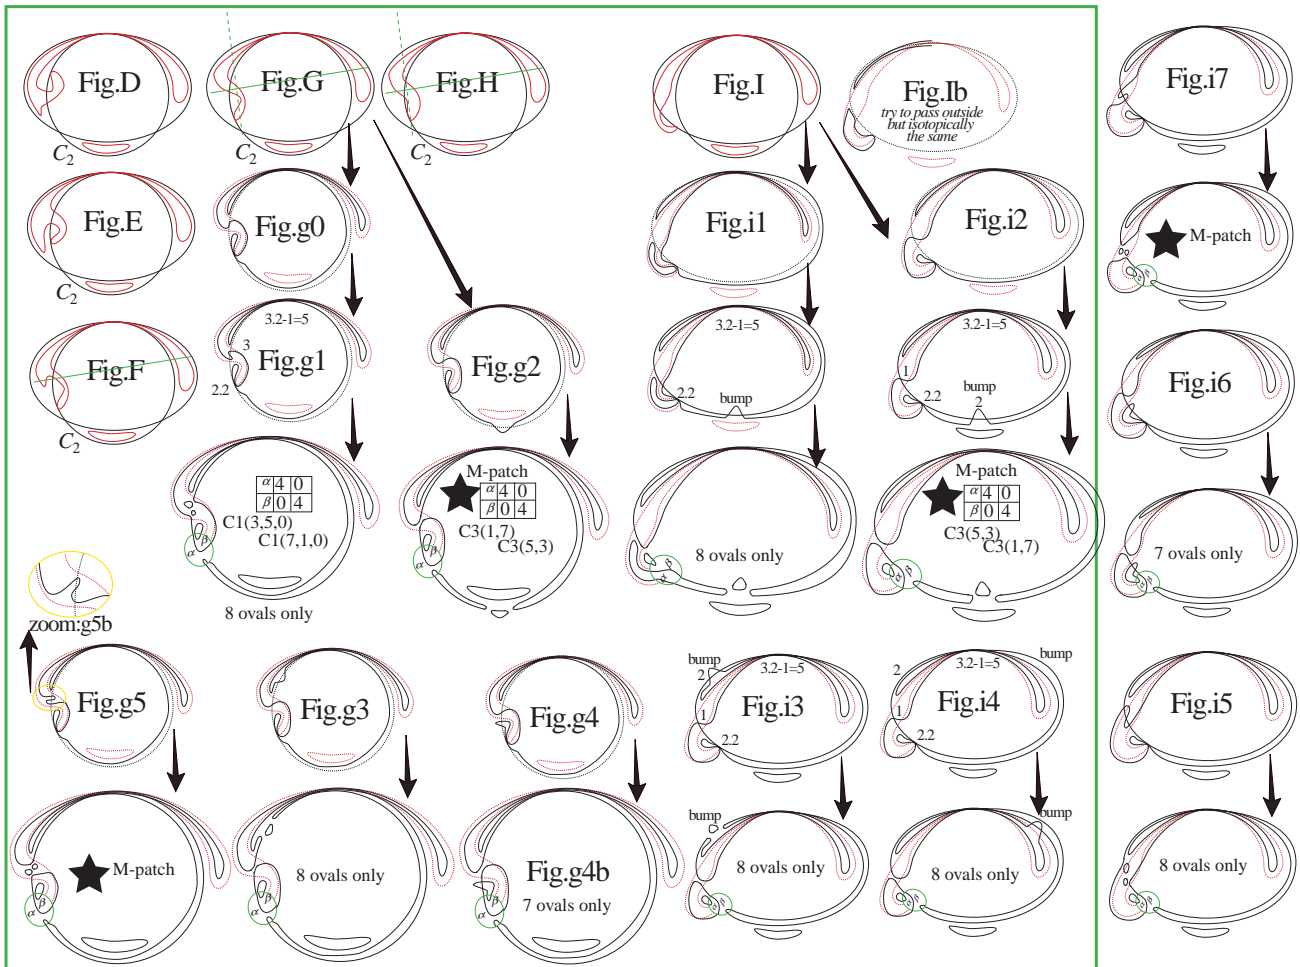 Fig.D
C₂
Fig.G
C₂
Fig.H
C₂
Fig.I
Fig.Ib
try to pass outside
but isotopically
the same
Fig.i7
Fig.E
C₂
Fig.g0
Fig.i1
Fig.i2
M-patch
3.2-1=5
3
Fig.g1
2.2
Fig.g2
3.2-1=5
2.2
bump
3.2-1=5
1
2.2
bump
2
Fig.i6
Fig.F
C₂
α 4 0
β 0 4
C1(3,5,0)
C1(7,1,0)
β
α
8 ovals only
M-patch
α 4 0
β 0 4
C3(1,7)
C3(5,3)
β
α
8 ovals only
β
α
M-patch
α 4 0
β 0 4
C3(5,3)
C3(1,7)
α β
7 ovals only
zoom:g5b
Fig.g5
Fig.g3
Fig.g4
bump
2
3.2-1=5
1
Fig.i3
2.2
2
3.2-1=5
bump
1
Fig.i4
2.2
Fig.i5
M-patch
β
α
8 ovals only
β
α
Fig.g4b
7 ovals only
β
α
bump
8 ovals only
bump
8 ovals only
8 ovals only